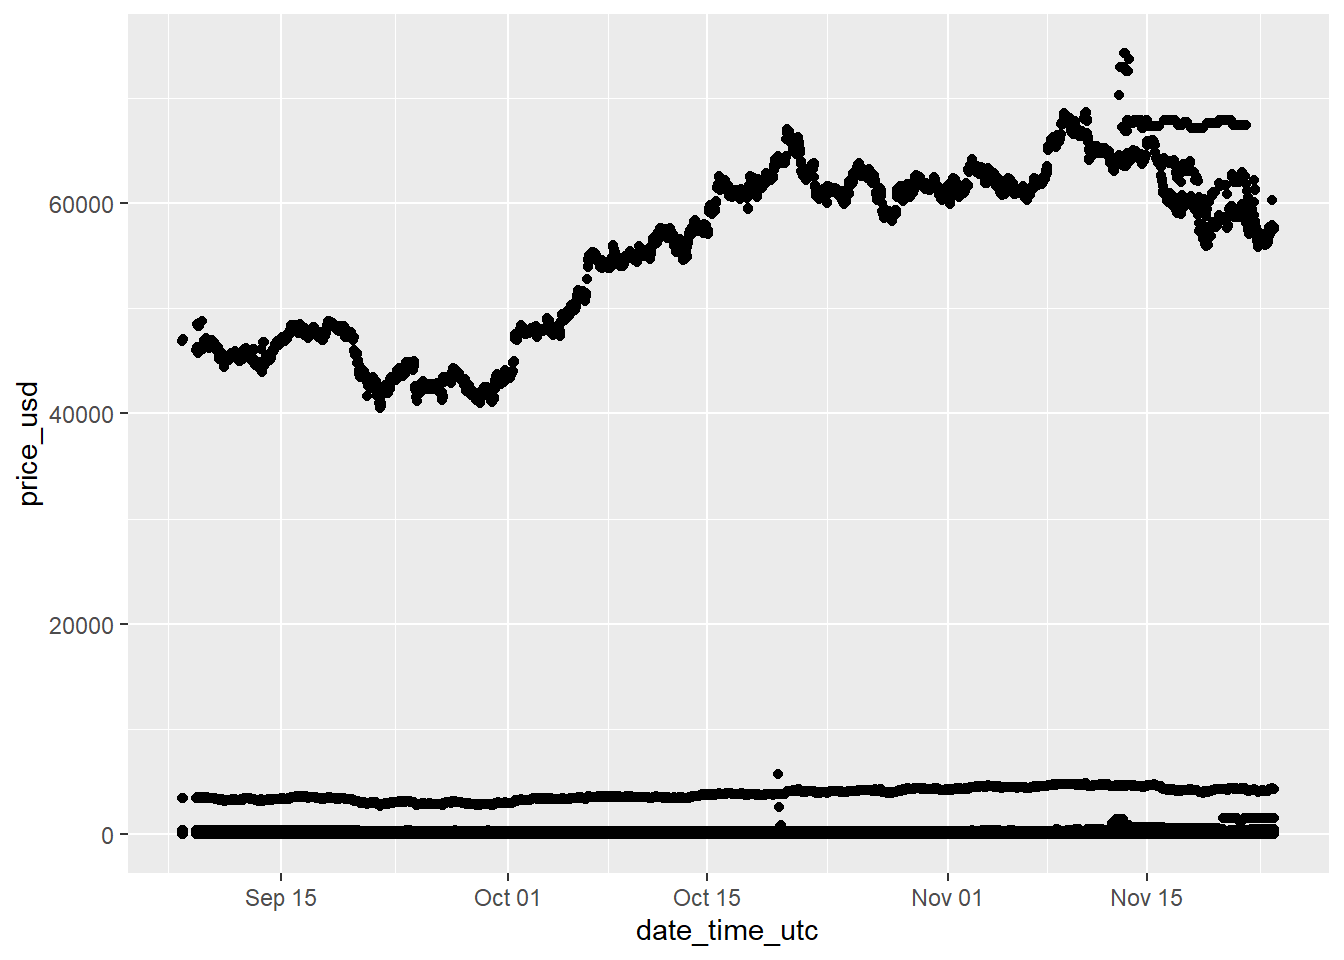 price_usd
60000
40000
20000
0
Sep 15
Oct 01
Oct 15
Nov 01
Nov 15
date_time_utc